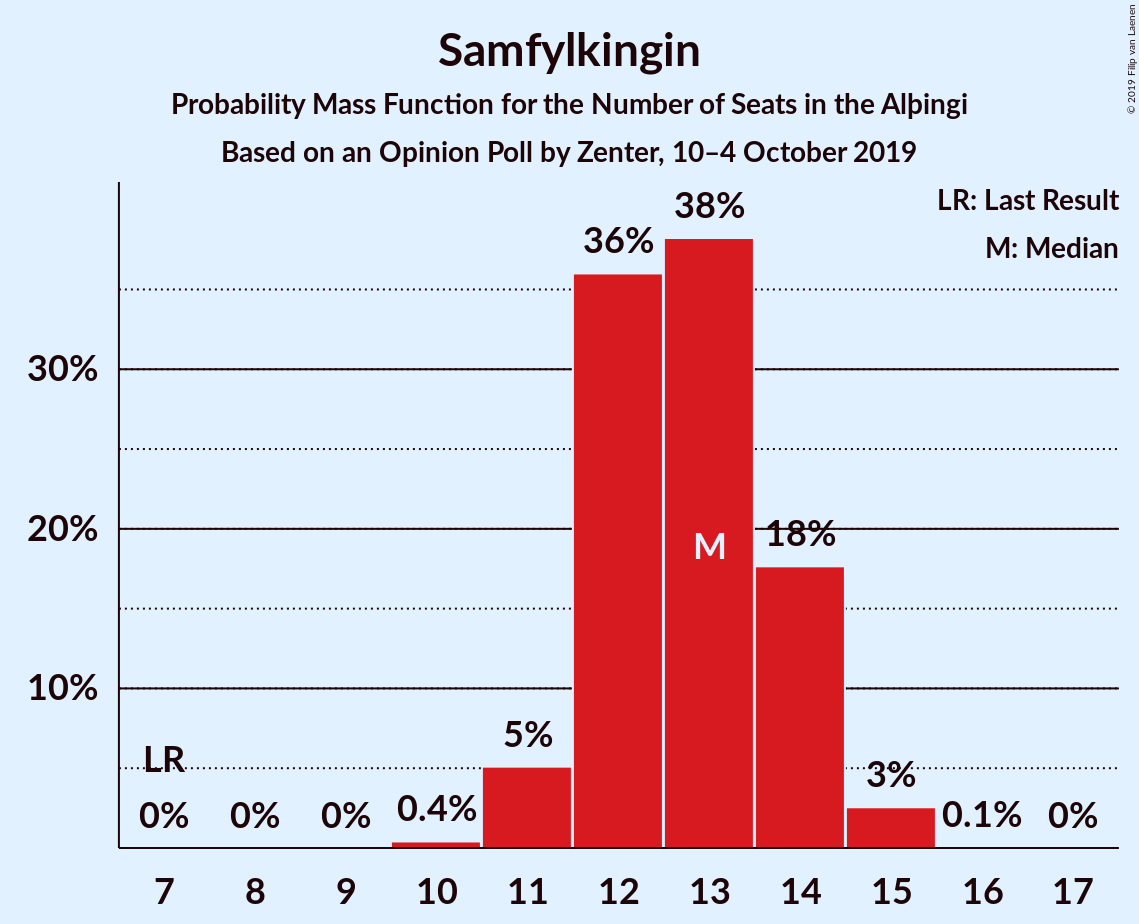 Samfylkingin
Probability Mass Function for the Number of Seats in the Alþingi
Based on an Opinion Poll by Zenter, 10–4 October 2019
© 2019 Filip van Laenen
LR: Last Result
M: Median
38%
36%
30%
20%
18%
M
10%
5%
LR
3%
0%
0%
0%
0.4%
0.1%
0%
7 8 9 10 11 12 13 14 15 16 17